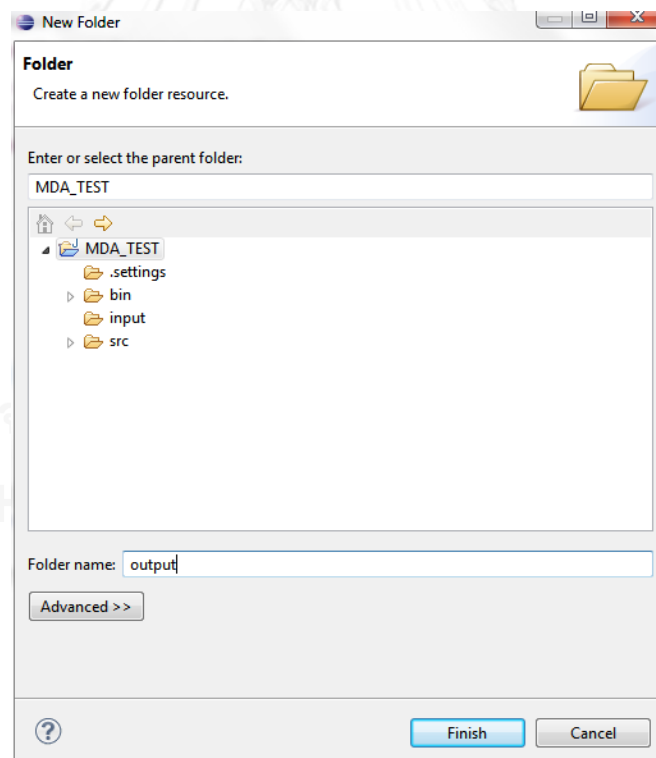 New Folder
Folder
Create a new folder resource.
Enter or select the parent folder:
MDA_TEST
MDA_TEST
.settings
bin
input
src
Folder name: output
Advanced >>
Finish Cancel